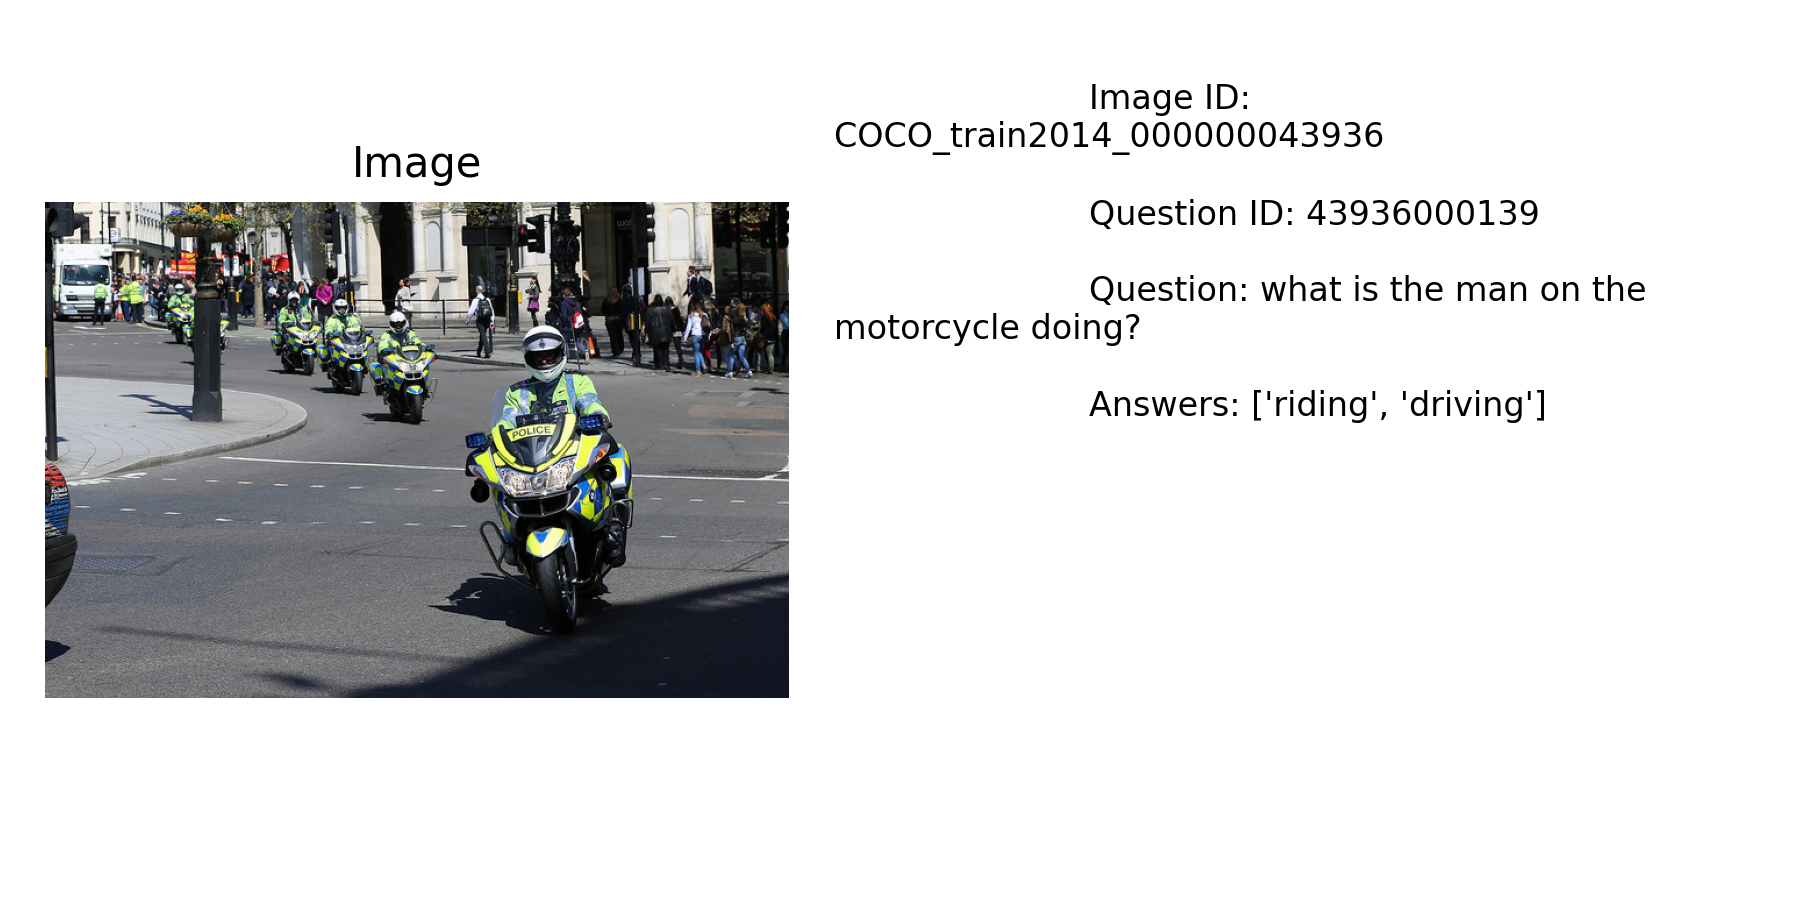 Image
POLICE
Image ID:
COCO_train2014_000000043936
Question ID: 43936000139
Question: what is the man on the
motorcycle doing?
Answers: ['riding', 'driving']